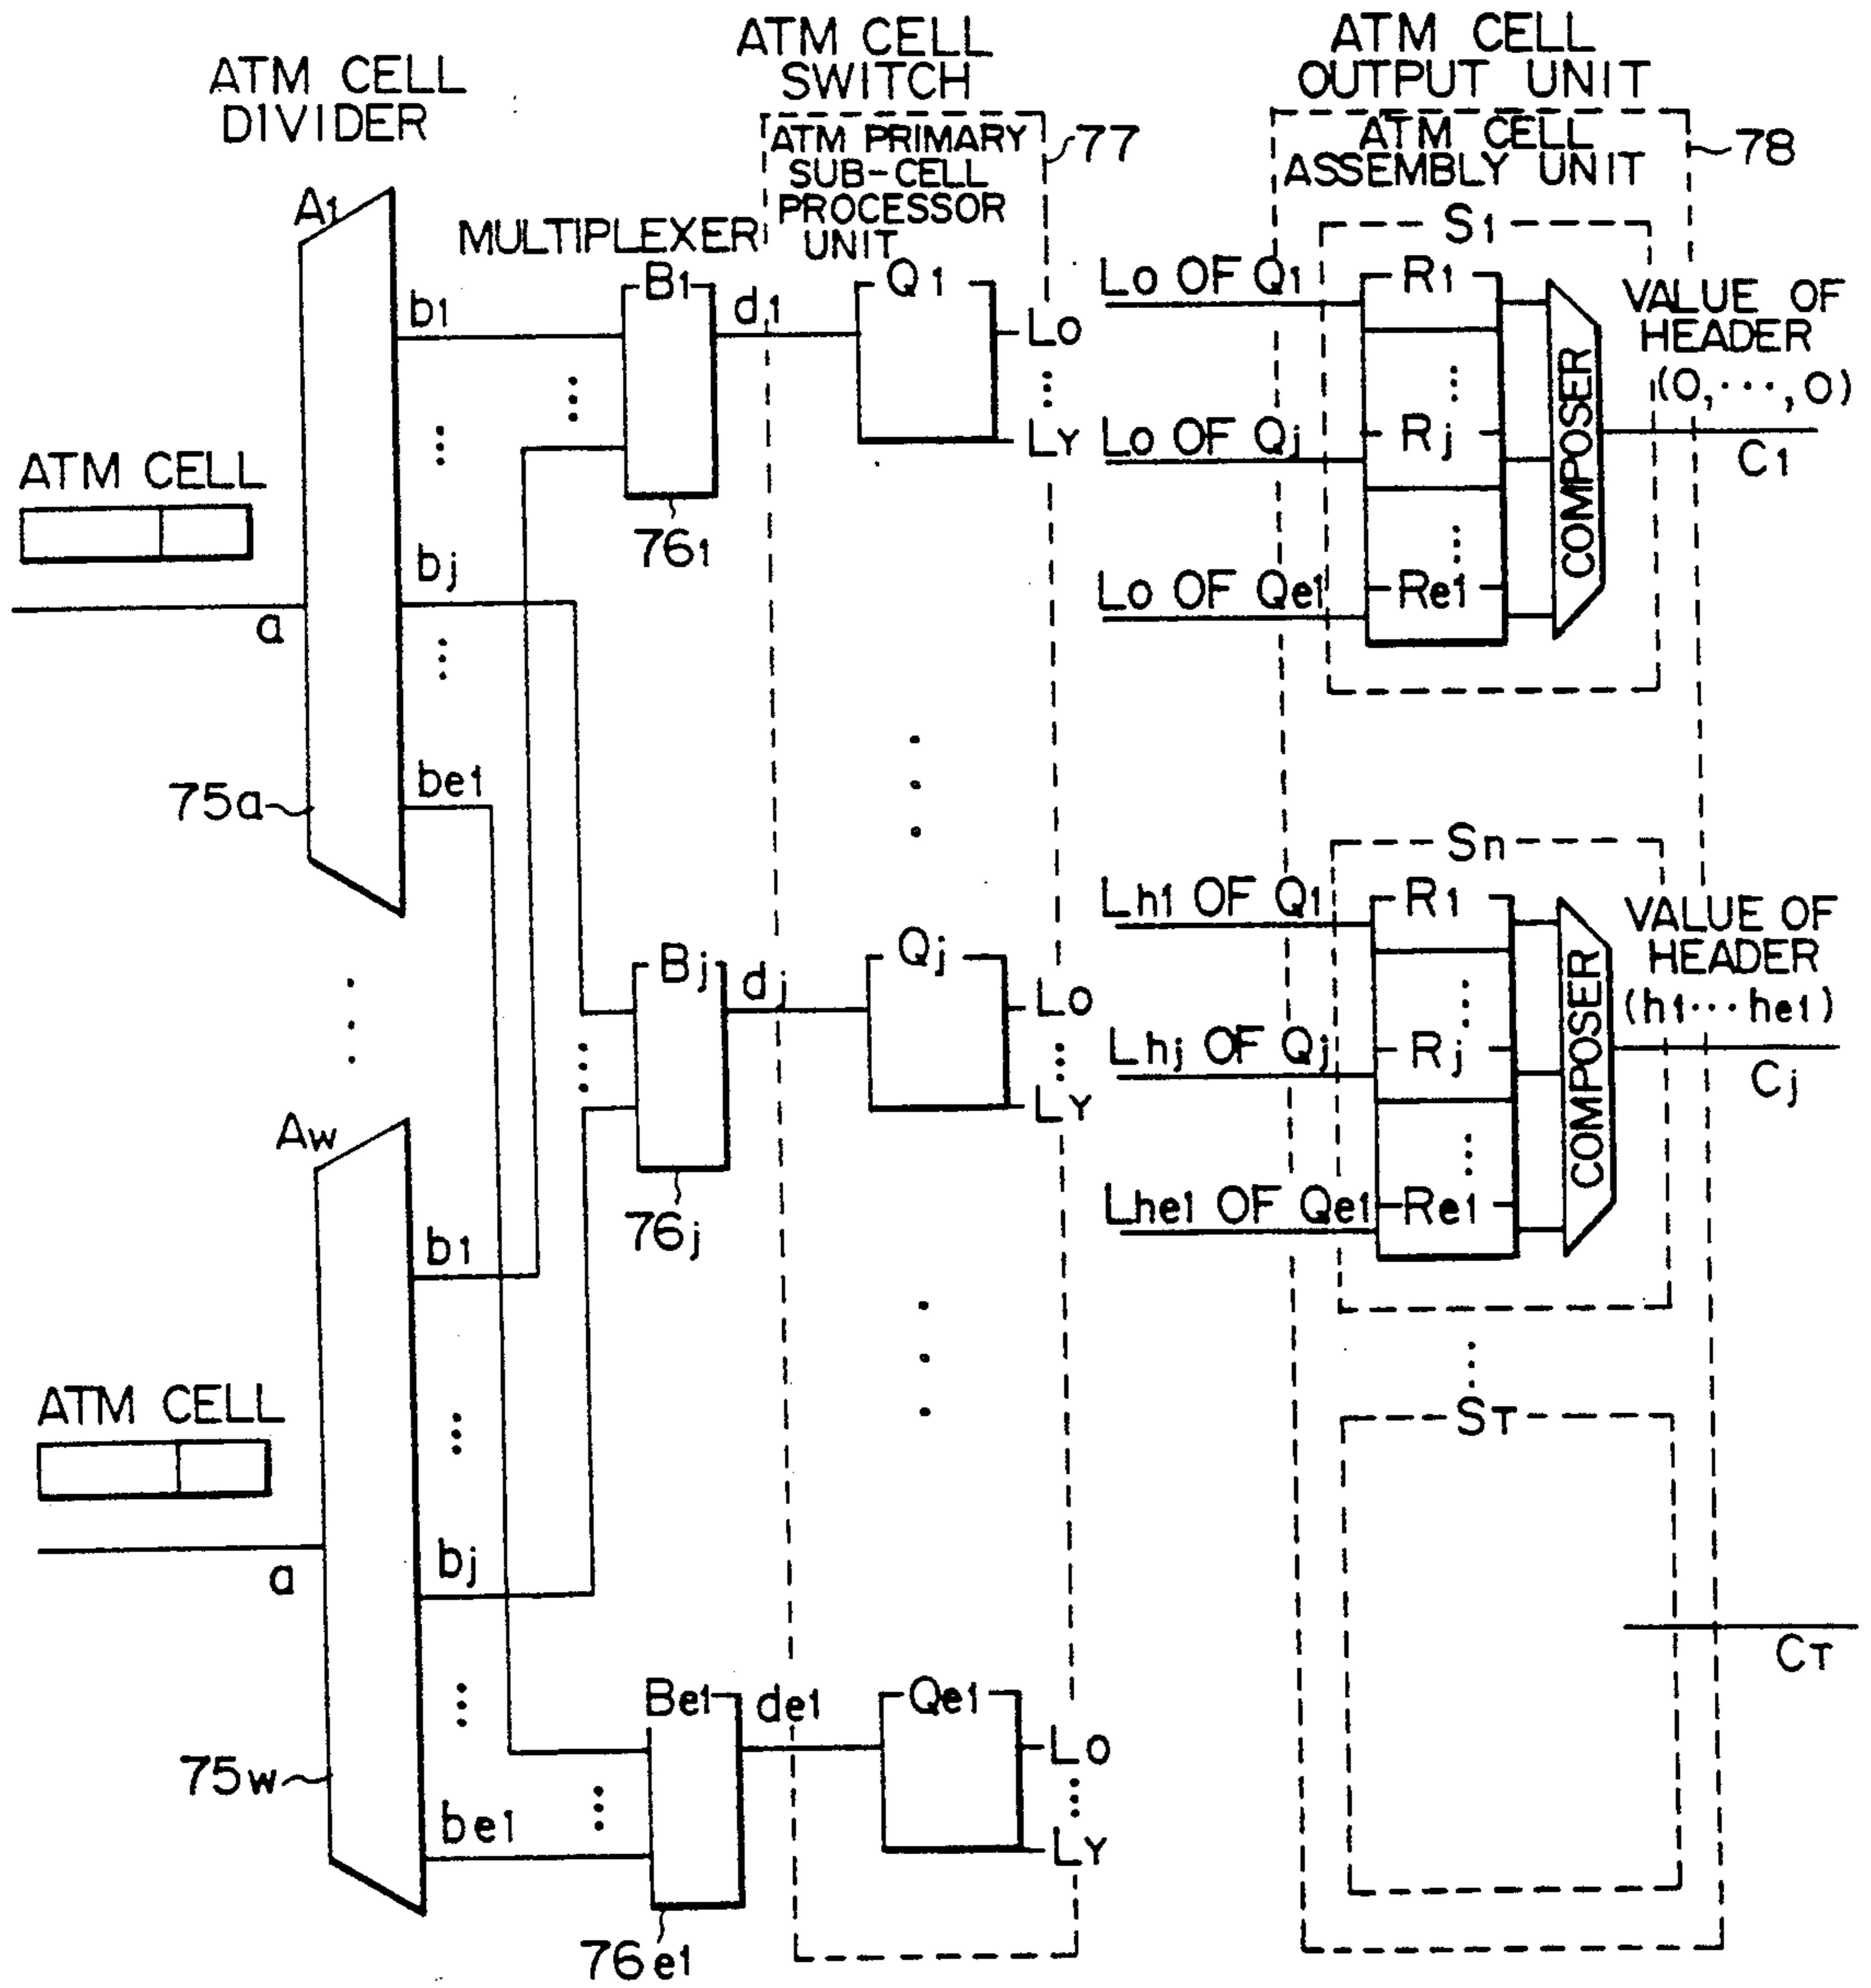 ATM CELL
DIVIDER
ATM CELL
SWITCH
ATM CELL
OUTPUT UNIT
ATM PRIMARY
SUB-CELL
PROCESSOR
UNIT
77
ATM CELL
ASSEMBLY UNIT
78
A1
MULTIPLEXER
B1
b1
d1
Q1
LO
LY
761
ATM CELL
a
bj
be1
75a
S1
LO OF Q1
R1
LO OF Qj
Rj
LO OF Qe1
Re1
COMPOSER
VALUE OF
HEADER
(0,···,0)
C1
Bj
dj
Qj
LO
LY
76j
Sn
Lh1 OF Q1
R1
Lhj OF Qj
Rj
Lhe1 OF Qe1
Re1
COMPOSER
VALUE OF
HEADER
(h1···he1)
Cj
AW
b1
ATM CELL
a
bj
75w
be1
Be1
de1
Qe1
LO
LY
76e1
ST
CT